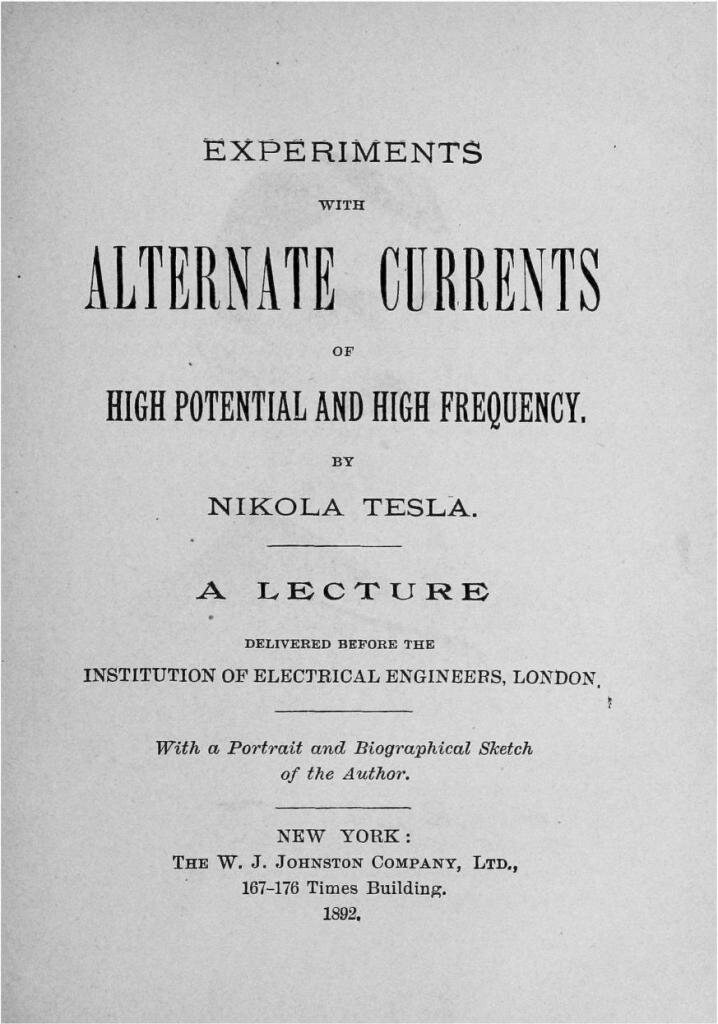 EXPERIMENTS
WITH
ALTERNATE CURRENTS
OF
HIGH POTENTIAL AND HIGH FREQUENCY.
BY
NIKOLA TESLA.
A LECTURE
DELIVERED BEFORE THE
INSTITUTION OF ELECTRICAL ENGINEERS, LONDON.
With a Portrait and Biographical Sketch
of the Author.
NEW YORK:
THE W. J. JOHNSTON COMPANY, LTD.,
167-176 Times Building.
1892.